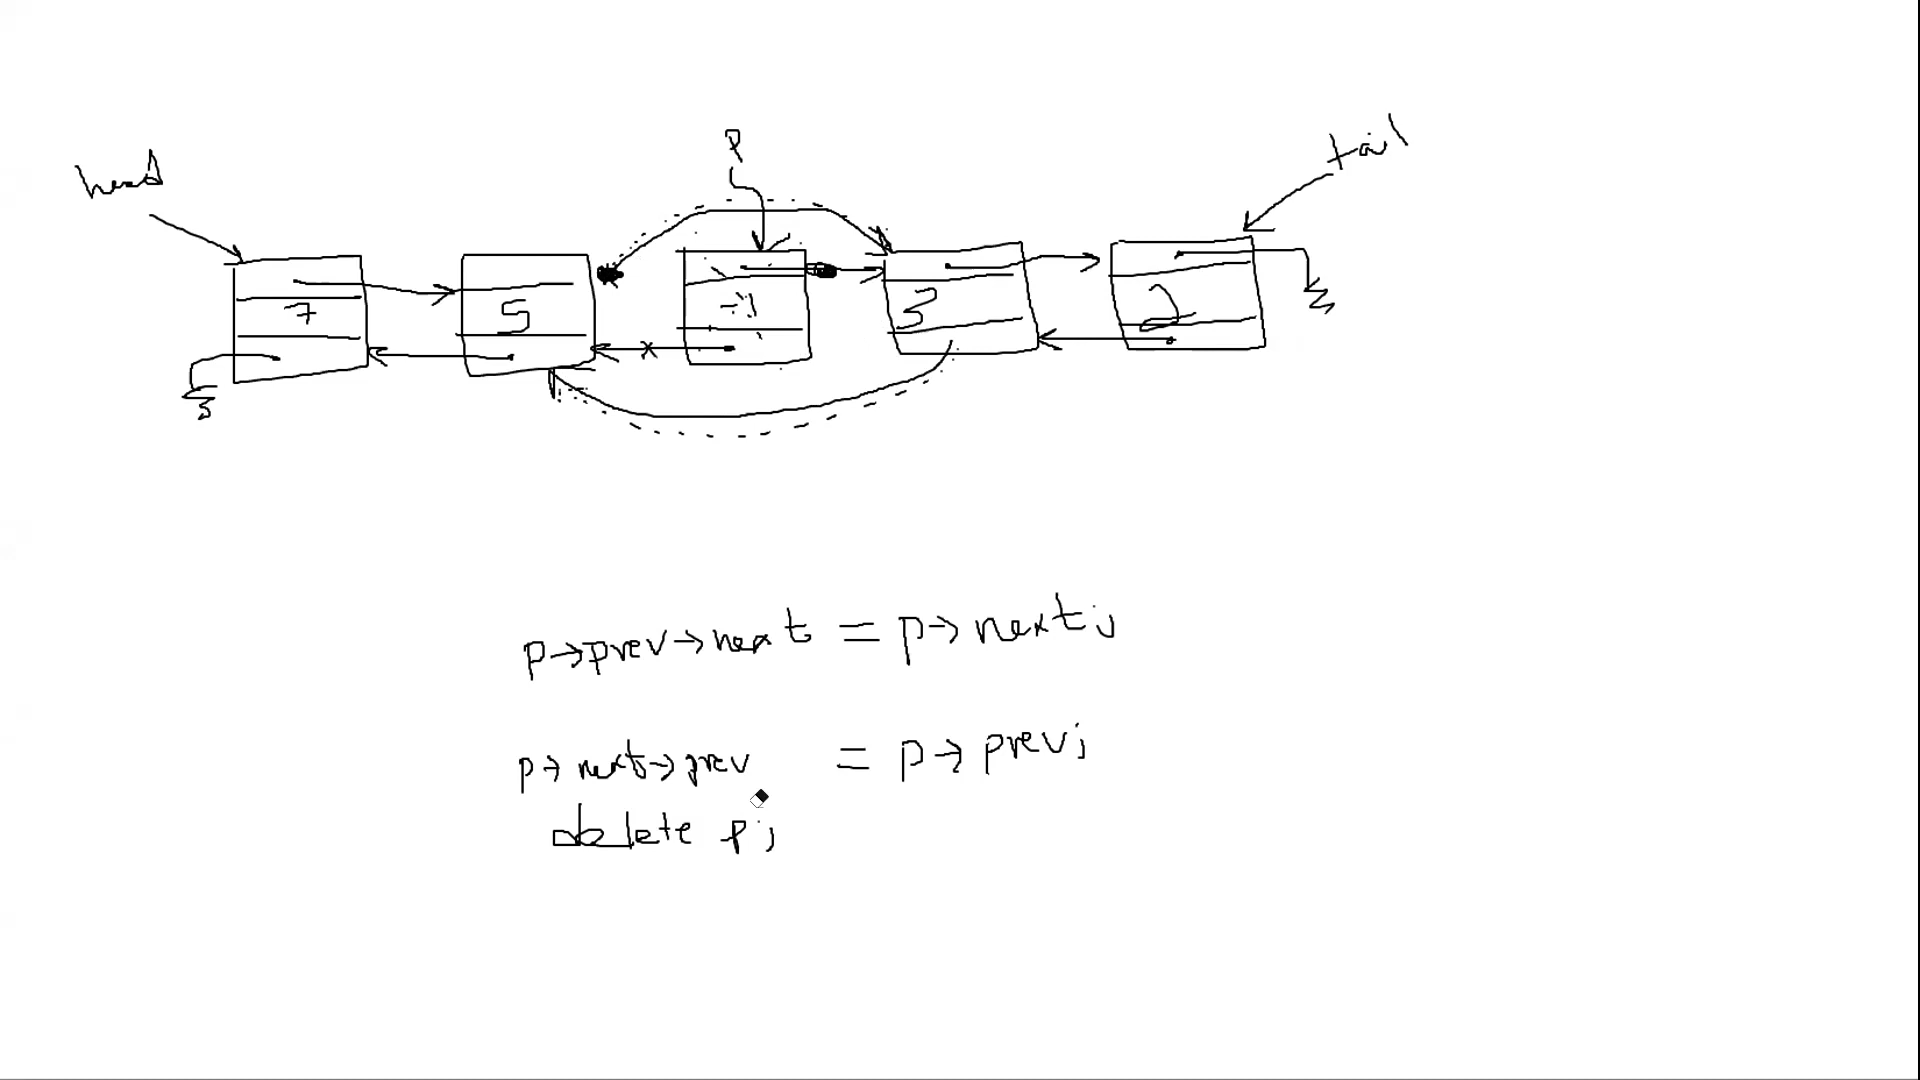 P
tail
head
7 5 3 2
p→prev→next = p→next;
p→next→prev = p→prev;
delete p;